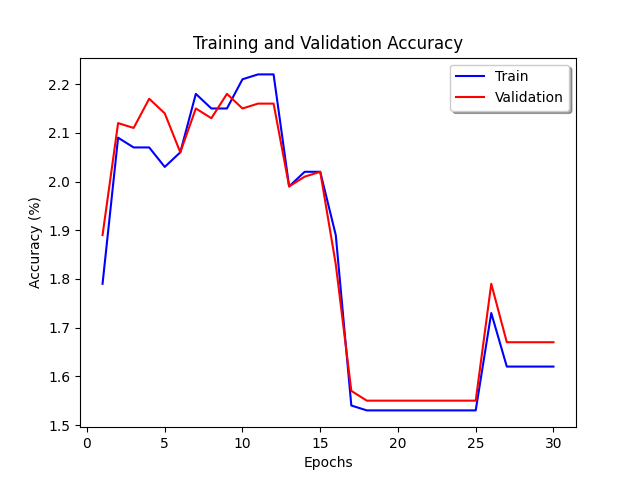 Training and Validation Accuracy
Train
Validation
Accuracy (%)
2.2
2.1
2.0
1.9
1.8
1.7
1.6
1.5
0 5 10 15 20 25 30
Epochs